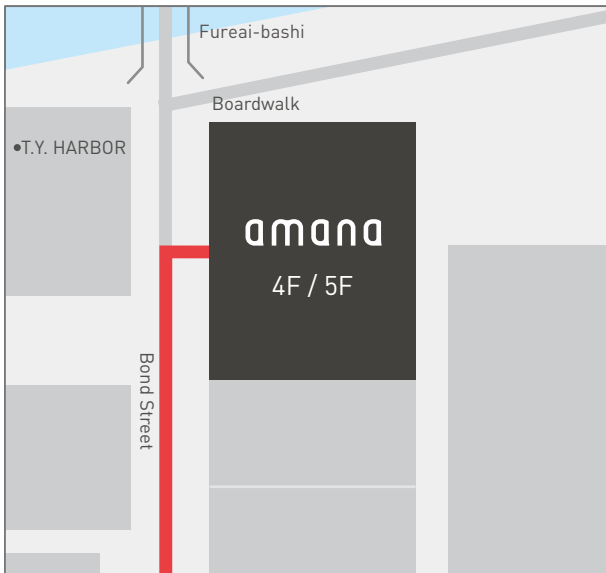 Fureai-bashi
Boardwalk
•T.Y. HARBOR
amana
4F / 5F
Bond Street